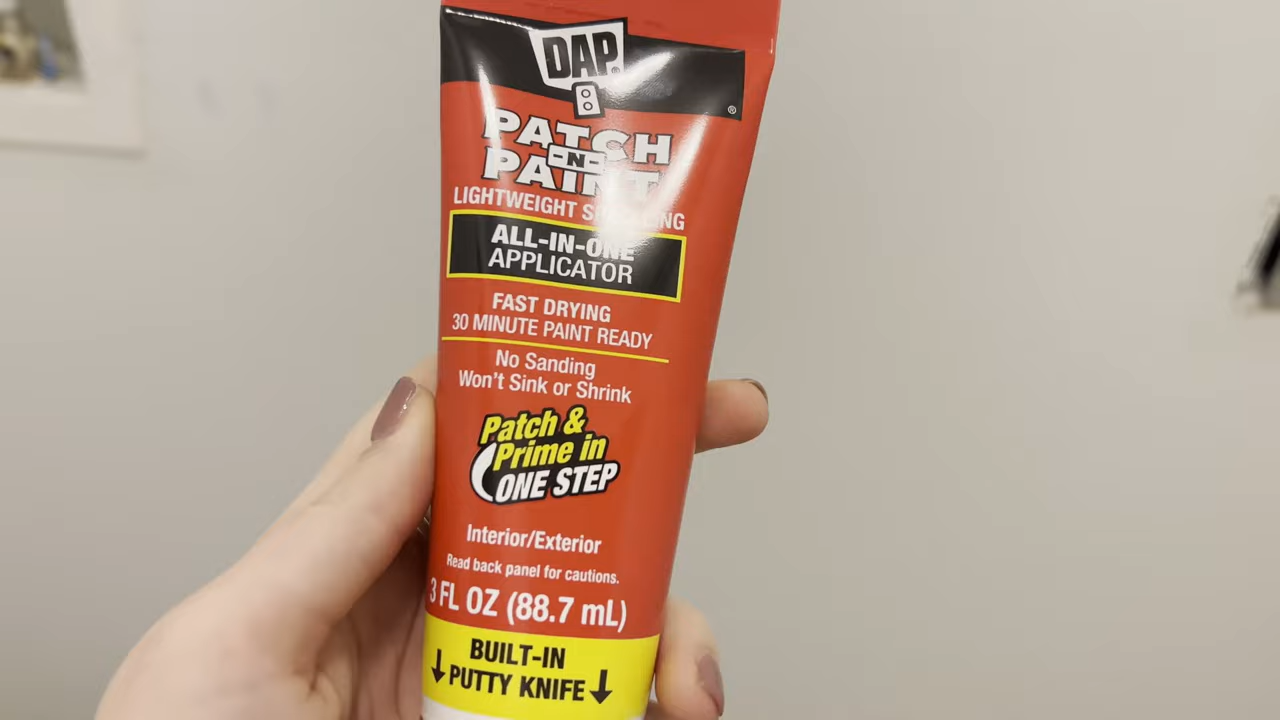 DAP®
®
PATCH
-N-
PAINT
LIGHTWEIGHT
ALL-IN-ONE
APPLICATOR
FAST DRYING
30 MINUTE PAINT READY
No Sanding
Won't Sink or Shrink
Patch &
Prime in
ONE STEP
Interior/Exterior
Read back panel for cautions.
3 FL OZ (88.7 mL)
BUILT-IN
↓PUTTY KNIFE↓